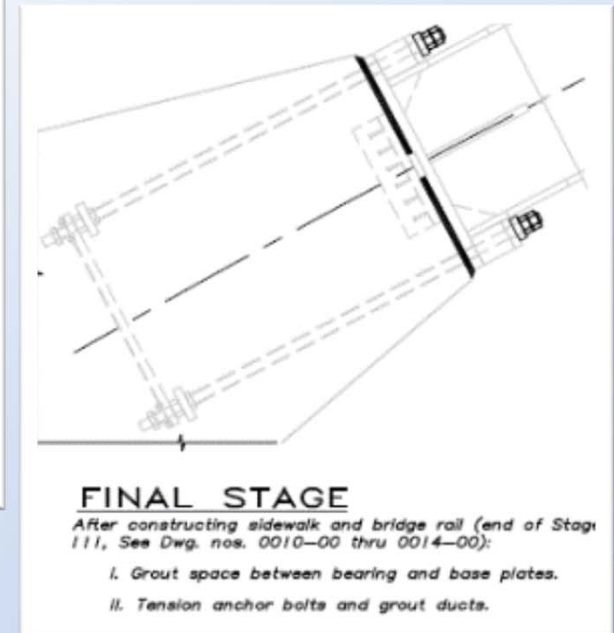 FINAL STAGE
After constructing sidewalk and bridge rail (end of Stage
III, See Dwg. nos. 0010-00 thru 0014-00):
I. Grout space between bearing and base plates.
II. Tension anchor bolts and grout ducts.